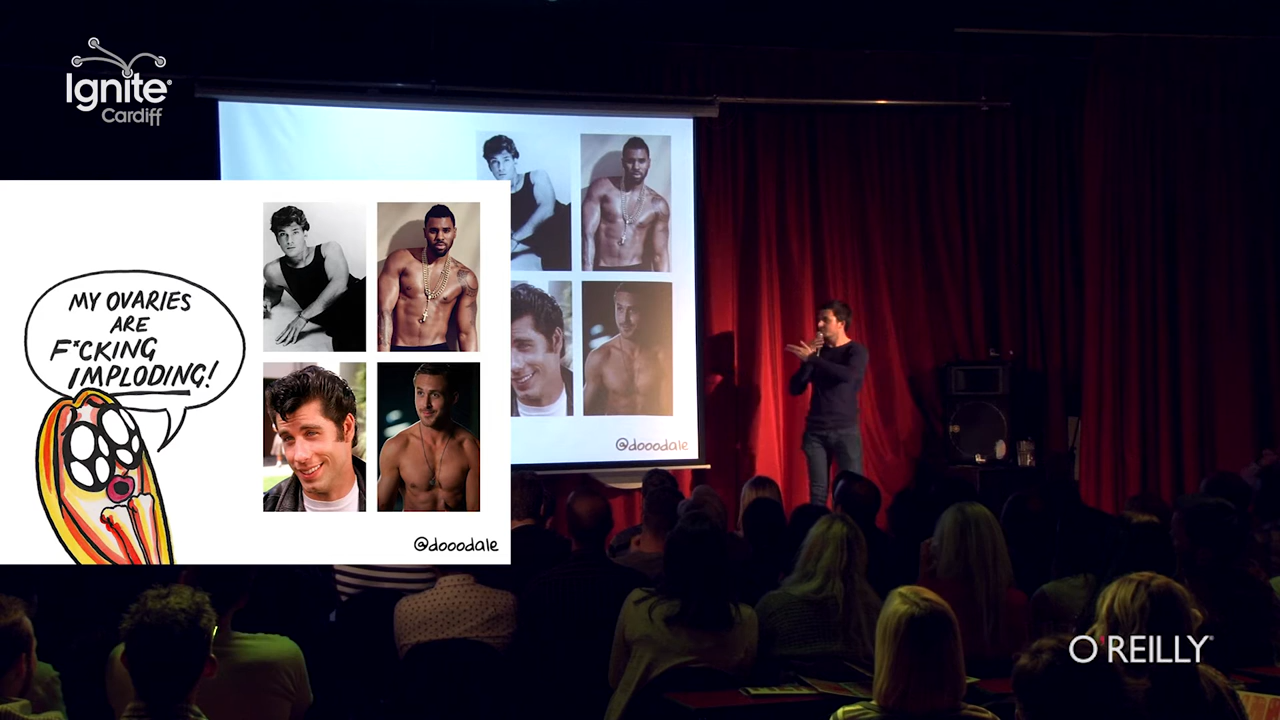 Ignite®
Cardiff
MY OVARIES
ARE
F*CKING
IMPLODING!
@dooodale
@dooodale
O'REILLY®